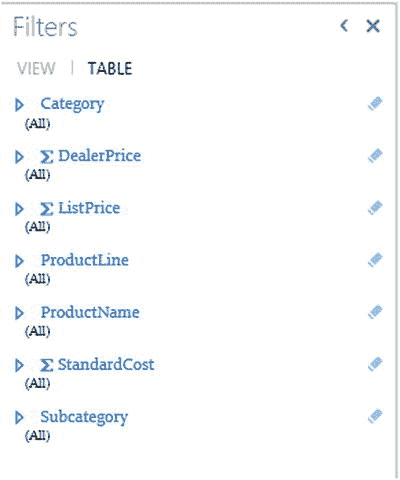 Filters
VIEW | TABLE
Category
(All)
Σ DealerPrice
(All)
Σ ListPrice
(All)
ProductLine
(All)
ProductName
(All)
Σ StandardCost
(All)
Subcategory
(All)